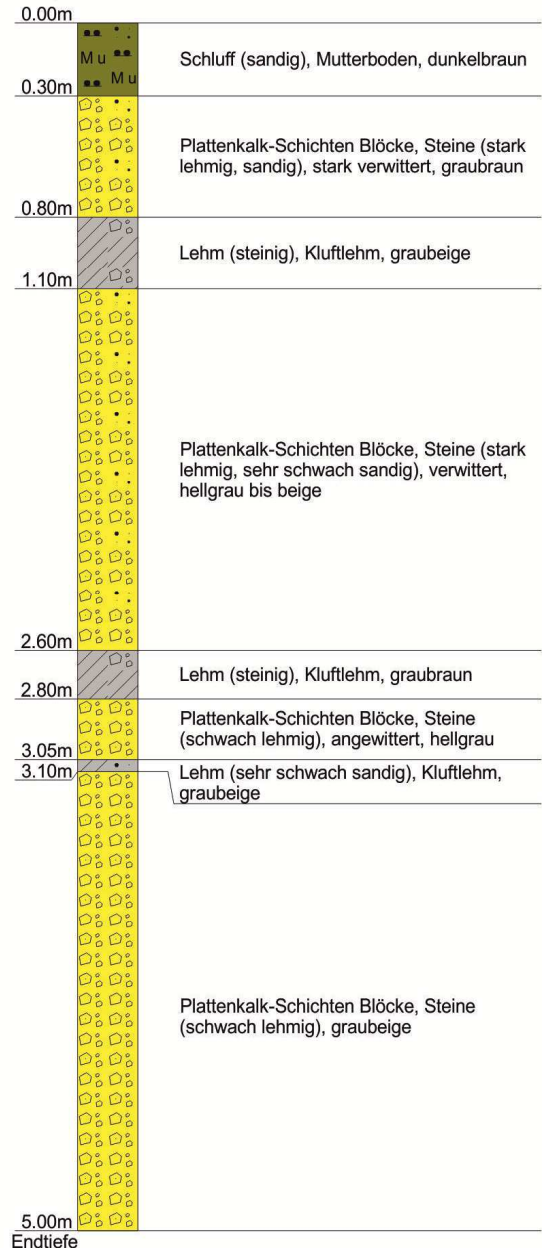 0.00m
M u
M u
Schluff (sandig), Mutterboden, dunkelbraun
0.30m
Plattenkalk-Schichten Blöcke, Steine (stark
lehmig, sandig), stark verwittert, graubraun
0.80m
Lehm (steinig), Kluftlehm, graubeige
1.10m
Plattenkalk-Schichten Blöcke, Steine (stark
lehmig, sehr schwach sandig), verwittert,
hellgrau bis beige
2.60m
Lehm (steinig), Kluftlehm, graubraun
2.80m
Plattenkalk-Schichten Blöcke, Steine
(schwach lehmig), angewittert, hellgrau
3.05m
3.10m
Lehm (sehr schwach sandig), Kluftlehm,
graubeige
Plattenkalk-Schichten Blöcke, Steine
(schwach lehmig), graubeige
5.00m
Endtiefe